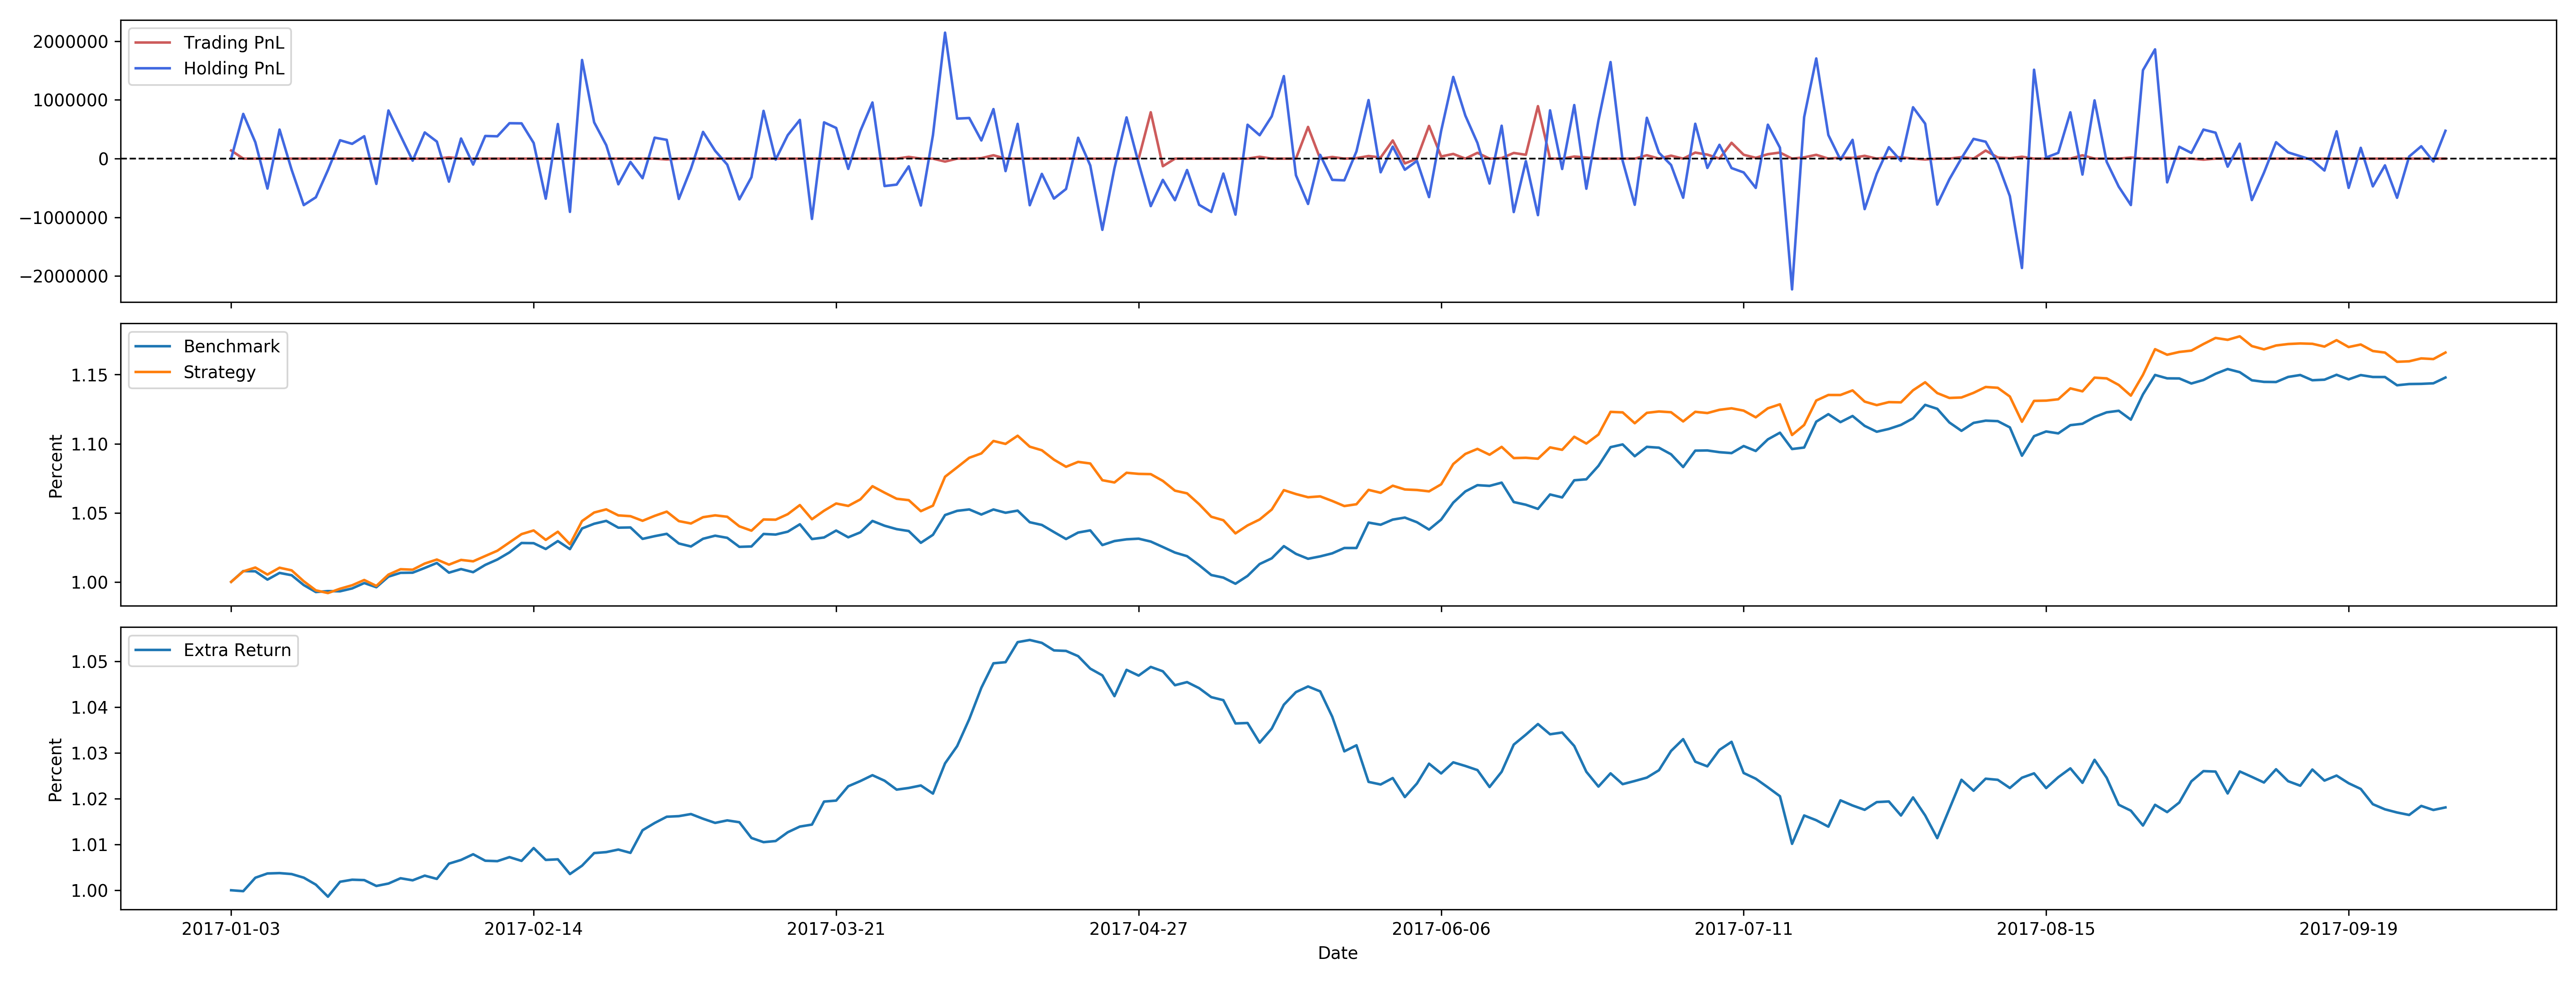 Trading PnL
Holding PnL
2000000
1000000
0
−1000000
−2000000
Benchmark
Strategy
Percent
1.15
1.10
1.05
1.00
Extra Return
Percent
1.05
1.04
1.03
1.02
1.01
1.00
2017-01-03 2017-02-14 2017-03-21 2017-04-27 2017-06-06 2017-07-11 2017-08-15 2017-09-19
Date